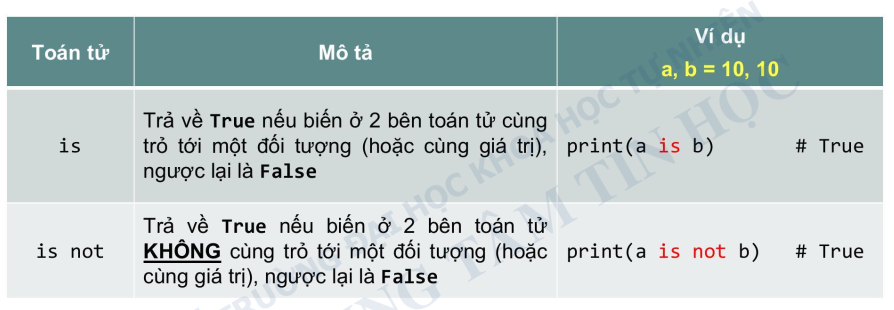 Toán tử
Mô tả
Ví dụ
a, b = 10, 10
is
Trả về True nếu biến ở 2 bên toán tử cùng
trỏ tới một đối tượng (hoặc cùng giá trị),
ngược lại là False
print(a is b) # True
is not
Trả về True nếu biến ở 2 bên toán tử
KHÔNG cùng trỏ tới một đối tượng (hoặc
cùng giá trị), ngược lại là False
print(a is not b) # True
TRƯỜNG ĐẠI HỌC KHOA HỌC TỰ NHIÊN
TRUNG TÂM TIN HỌC